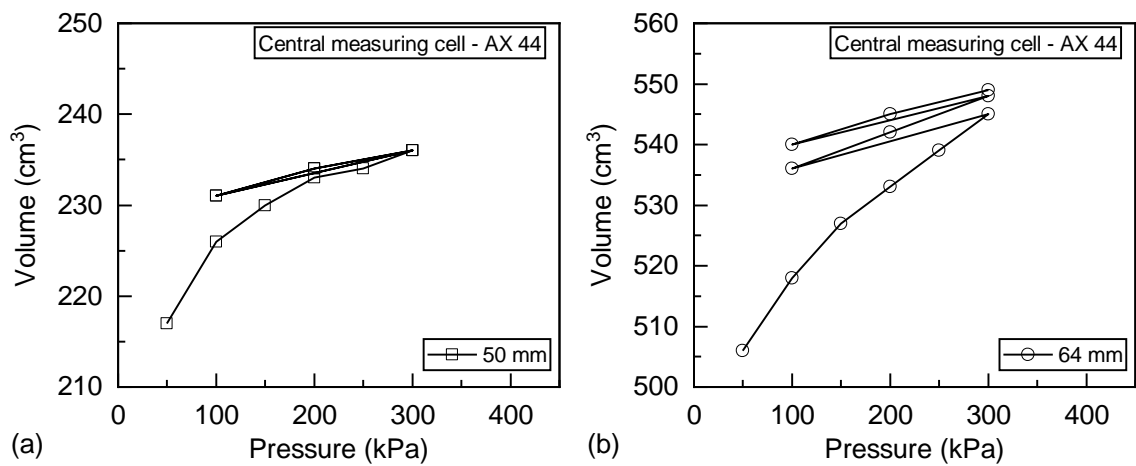 250
240
230
220
210
Volume (cm³)
Central measuring cell - AX 44
50 mm
0 100 200 300 400
Pressure (kPa)
(a)
560
550
540
530
520
510
500
Volume (cm³)
Central measuring cell - AX 44
64 mm
0 100 200 300 400
Pressure (kPa)
(b)